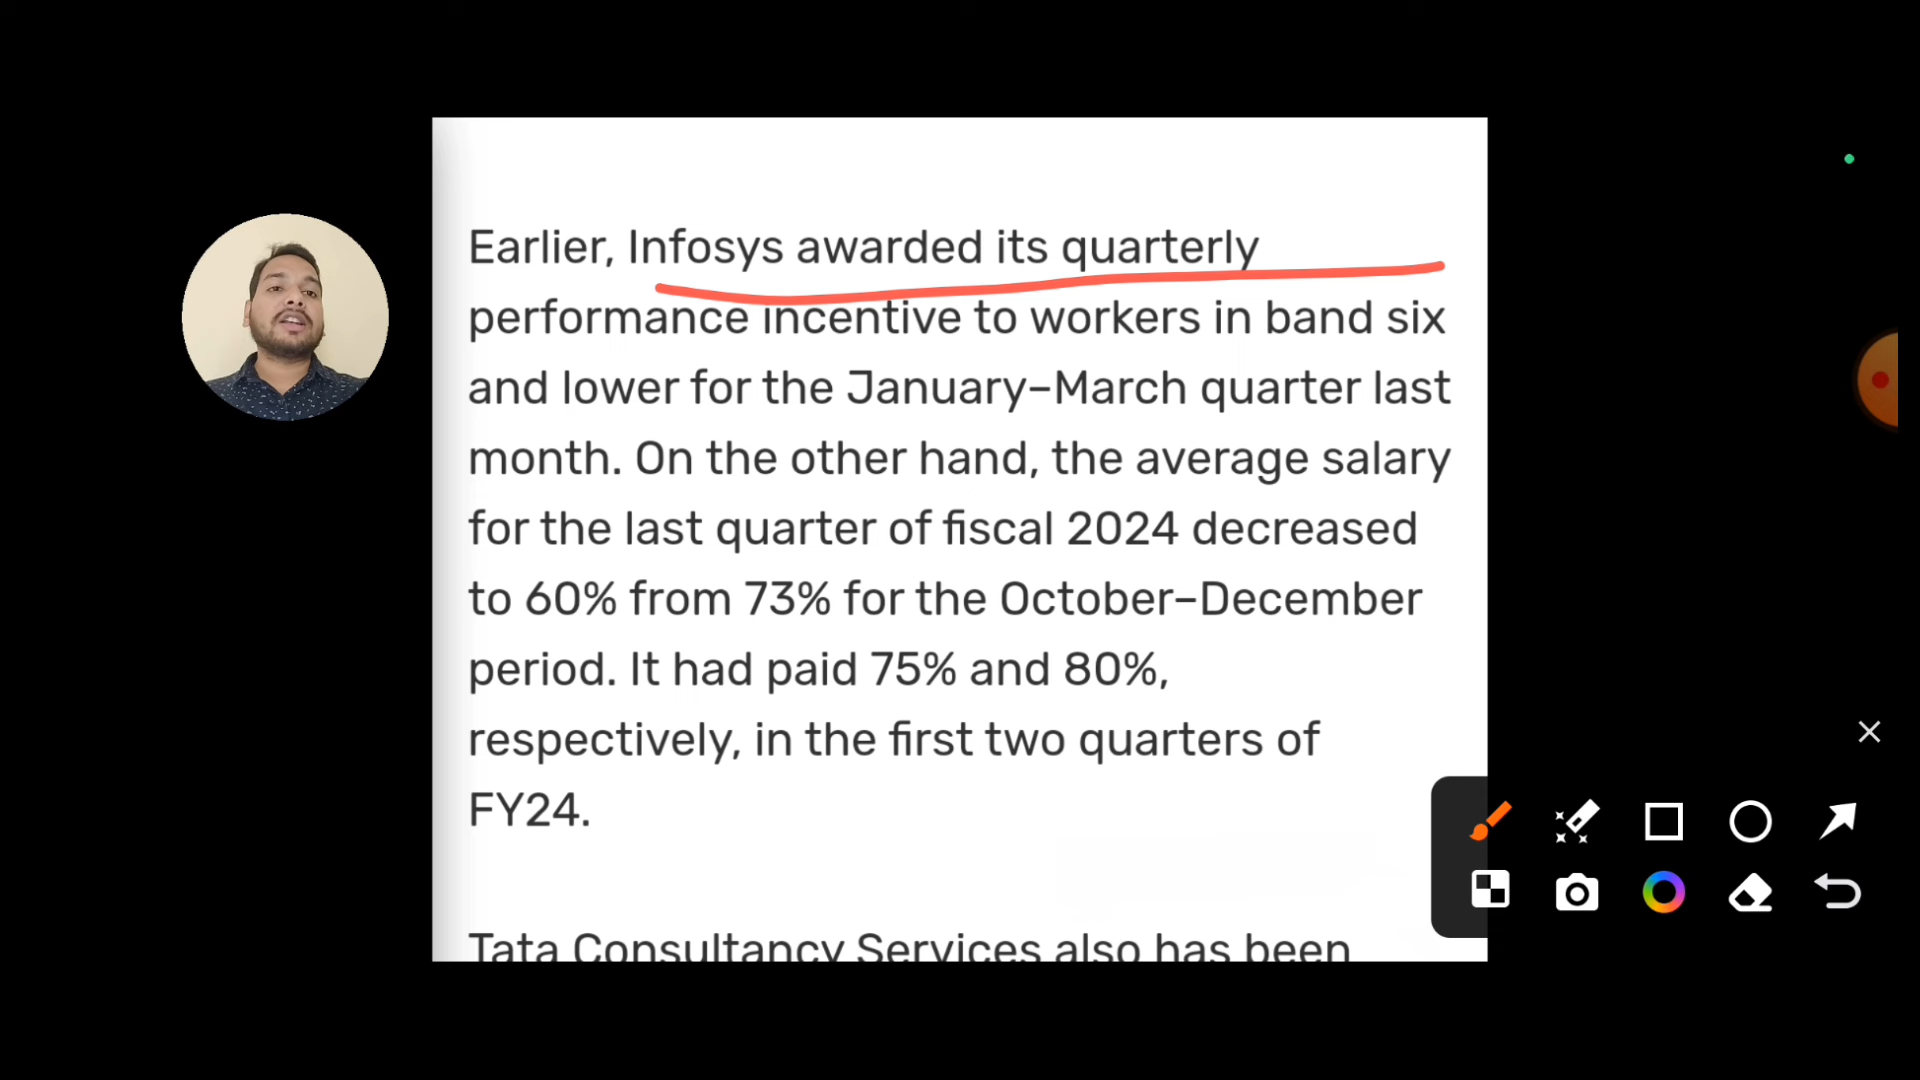 Earlier, Infosys awarded its quarterly
performance incentive to workers in band six
and lower for the January–March quarter last
month. On the other hand, the average salary
for the last quarter of fiscal 2024 decreased
to 60% from 73% for the October–December
period. It had paid 75% and 80%,
respectively, in the first two quarters of
FY24.
Tata Consultancy Services also has been